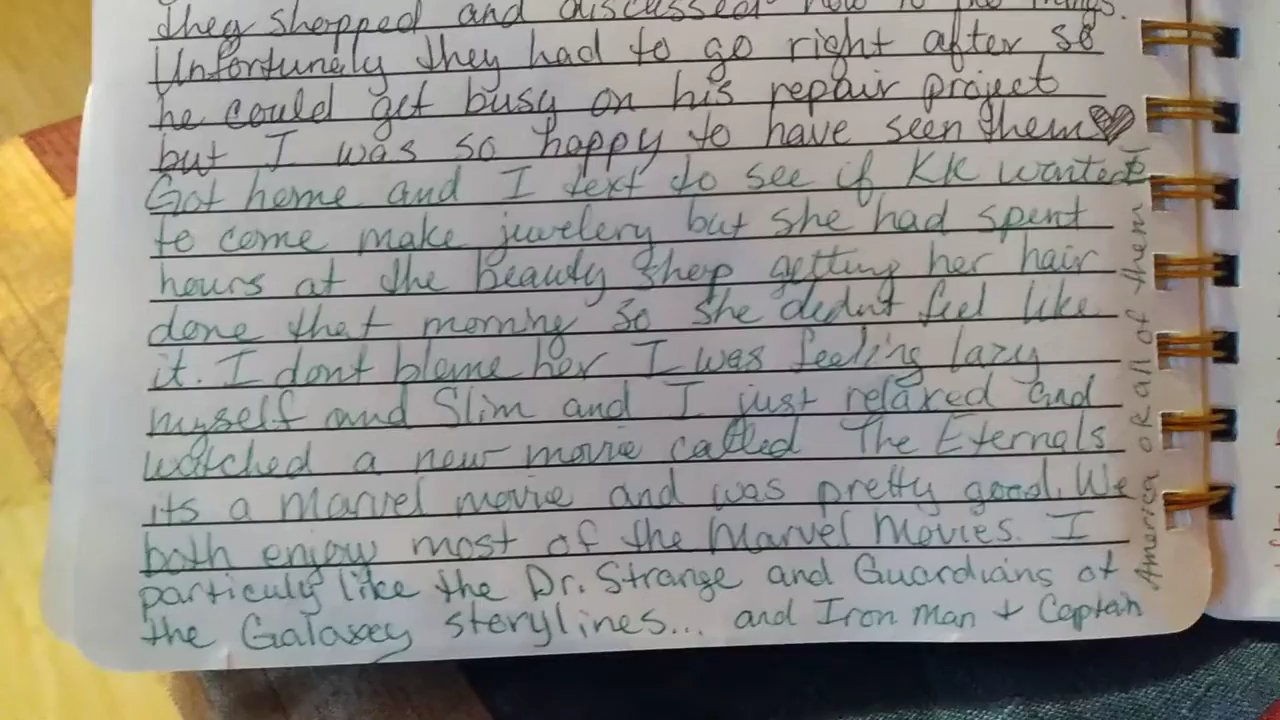 they shopped and discussed how to the things.
Unfortunely they had to go right after so
he could get busy on his repair project
but I was so happy to have seen them
Got home and I text to see if KK wanted
to come make juwelery but she had spent
hours at the beauty shop getting her hair
done that morning so she dednt feel like
it. I dont blame her I was feeling lazy
myself and Slim and I just relaxed and
watched a new movie called The Eternals
its a Marvel movie and was pretty good. We
both enjoy most of the Marvel Movies. I
particuly like the Dr. Strange and Guardians of
the Galaxey storylines... and Iron man + Captain
America OR all of them!